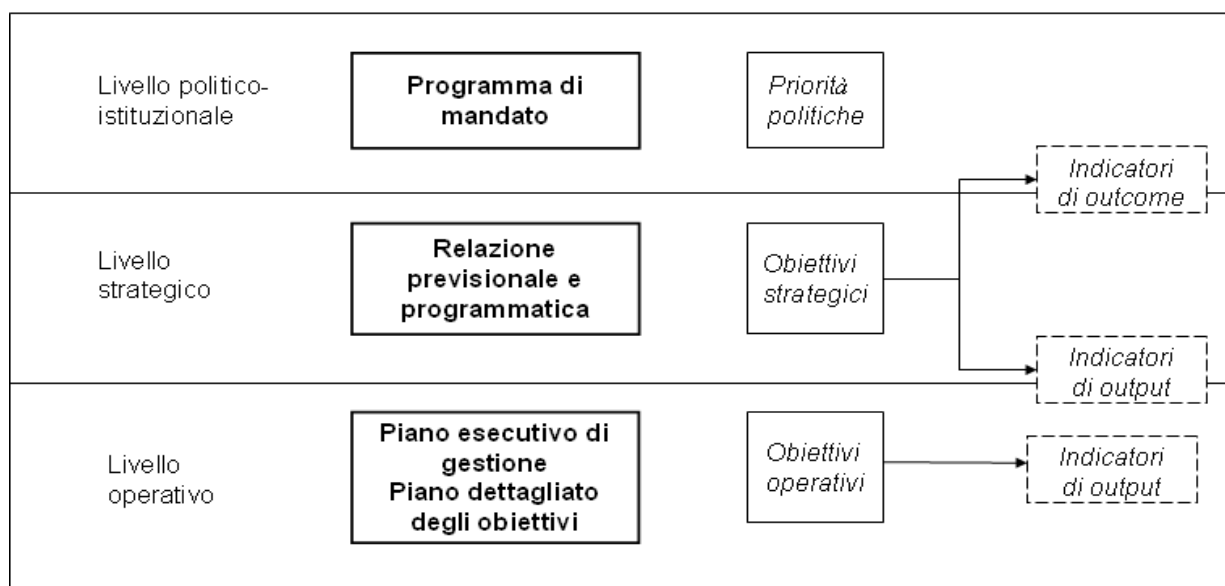 Livello politico-
istituzionale
Programma di
mandato
Priorità
politiche
Indicatori
di outcome
Livello
strategico
Relazione
previsionale e
programmatica
Obiettivi
strategici
Indicatori
di output
Livello
operativo
Piano esecutivo di
gestione
Piano dettagliato
degli obiettivi
Obiettivi
operativi
Indicatori
di output